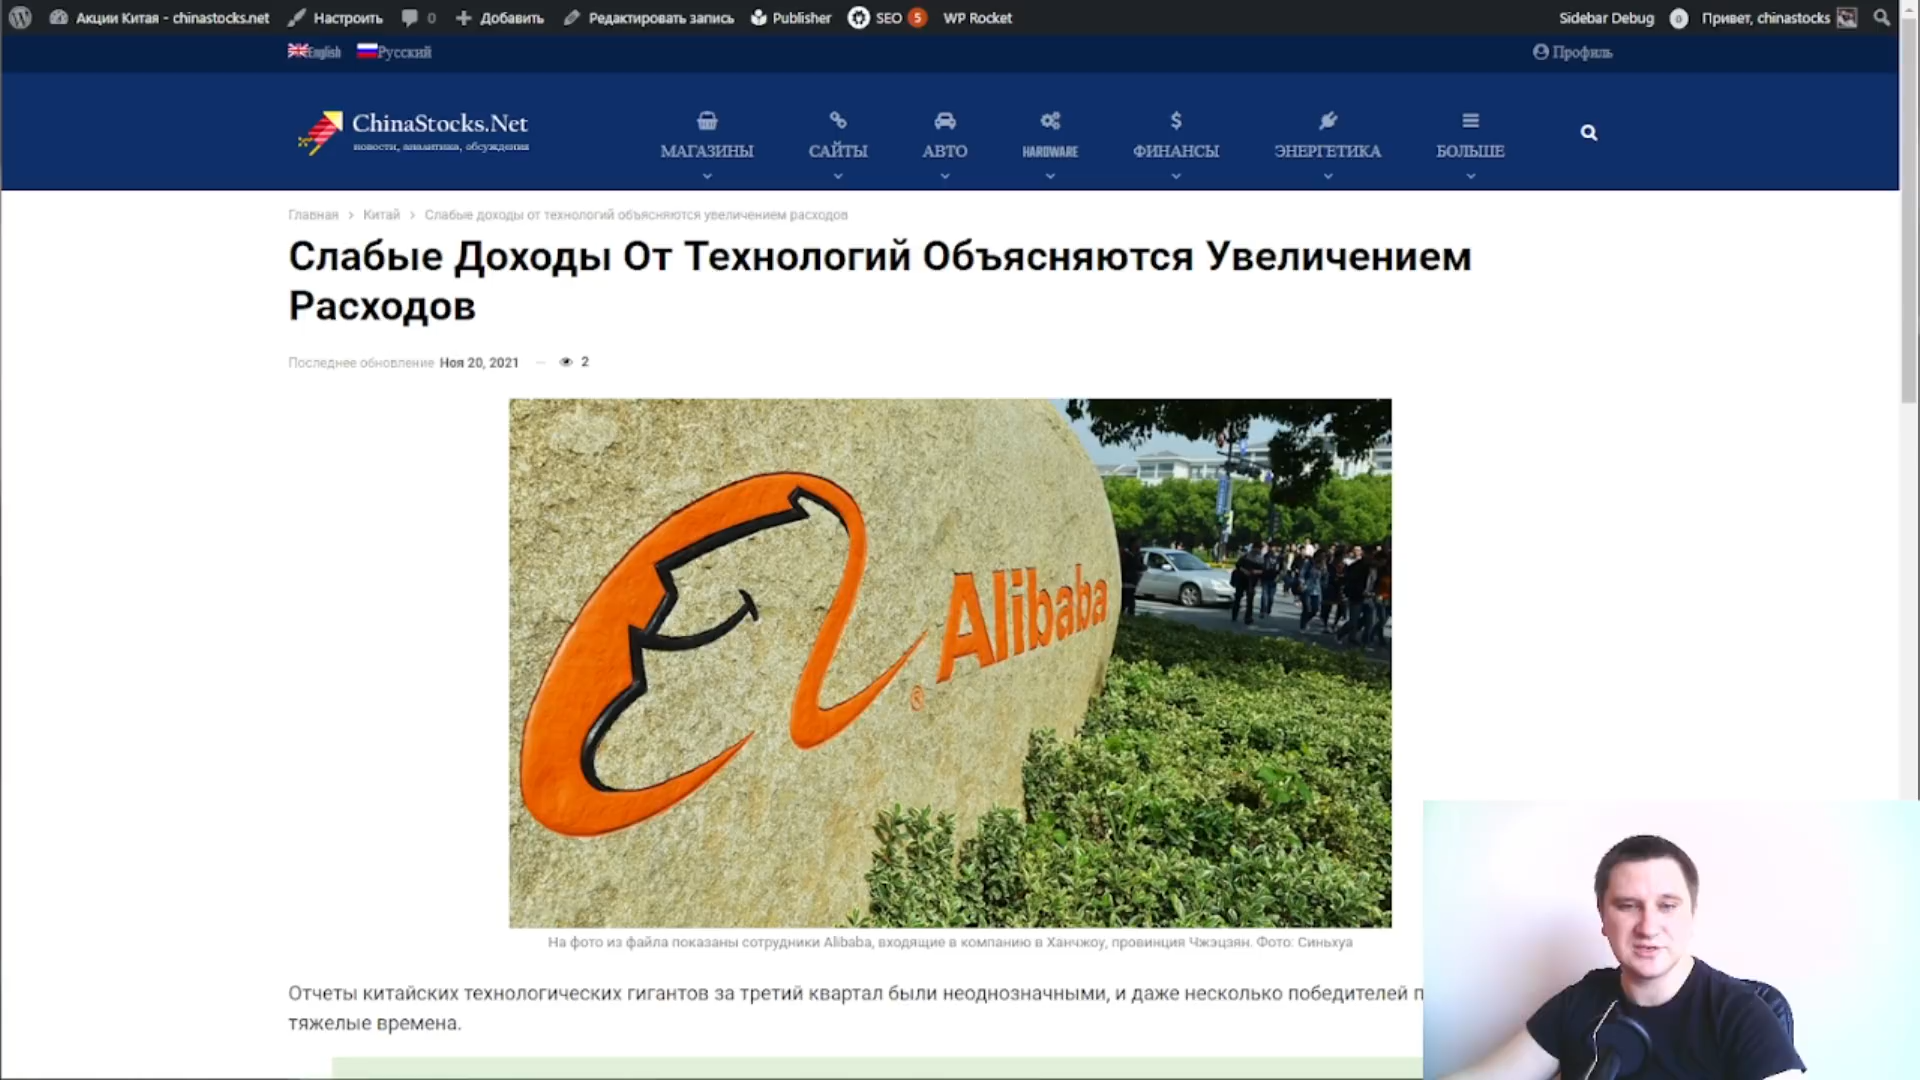 Акции Китая - chinastocks.net
Настроить
0
Добавить
Редактировать запись
Publisher
SEO 5
WP Rocket
Sidebar Debug
0
Привет, chinastocks
English
Русский
Профиль
ChinaStocks.Net
новости, аналитика, обсуждения
МАГАЗИНЫ
САЙТЫ
АВТО
HARDWARE
ФИНАНСЫ
ЭНЕРГЕТИКА
БОЛЬШЕ
Главная > Китай > Слабые доходы от технологий объясняются увеличением расходов
Слабые Доходы От Технологий Объясняются Увеличением
Расходов
Последнее обновление Ноя 20, 2021 — 2
Alibaba
®
На фото из файла показаны сотрудники Alibaba, входящие в компанию в Ханчжоу, провинция Чжэцзян. Фото: Синьхуа
Отчеты китайских технологических гигантов за третий квартал были неоднозначными, и даже несколько победителей п
тяжелые времена.